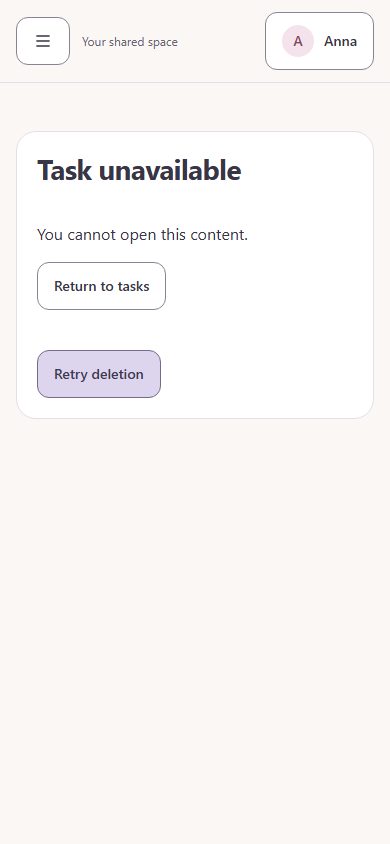 Your shared space
A
Anna
Task unavailable
You cannot open this content.
Return to tasks
Retry deletion